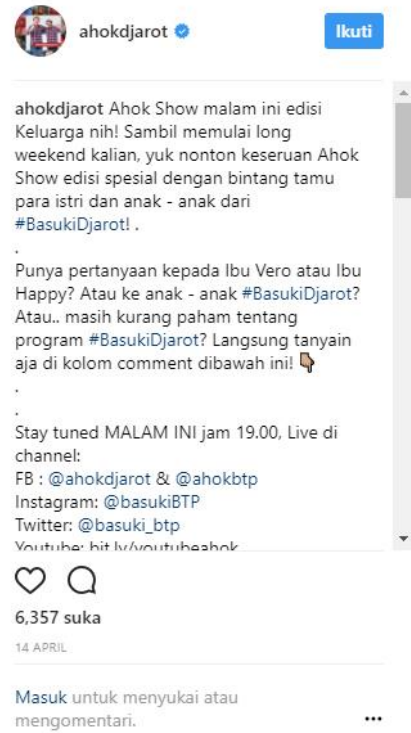 ahokdjarot
Ikuti
ahokdjarot Ahok Show malam ini edisi
Keluarga nih! Sambil memulai long
weekend kalian, yuk nonton keseruan Ahok
Show edisi spesial dengan bintang tamu
para istri dan anak - anak dari
#BasukiDjarot! .
.
Punya pertanyaan kepada Ibu Vero atau Ibu
Happy? Atau ke anak - anak #BasukiDjarot?
Atau.. masih kurang paham tentang
program #BasukiDjarot? Langsung tanyain
aja di kolom comment dibawah ini! 👇🏽
.
.
Stay tuned MALAM INI jam 19.00, Live di
channel:
FB : @ahokdjarot & @ahokbtp
Instagram: @basukiBTP
Twitter: @basuki_btp
Youtube: bit.ly/youtubeahok
6,357 suka
14 APRIL
Masuk untuk menyukai atau
mengomentari.